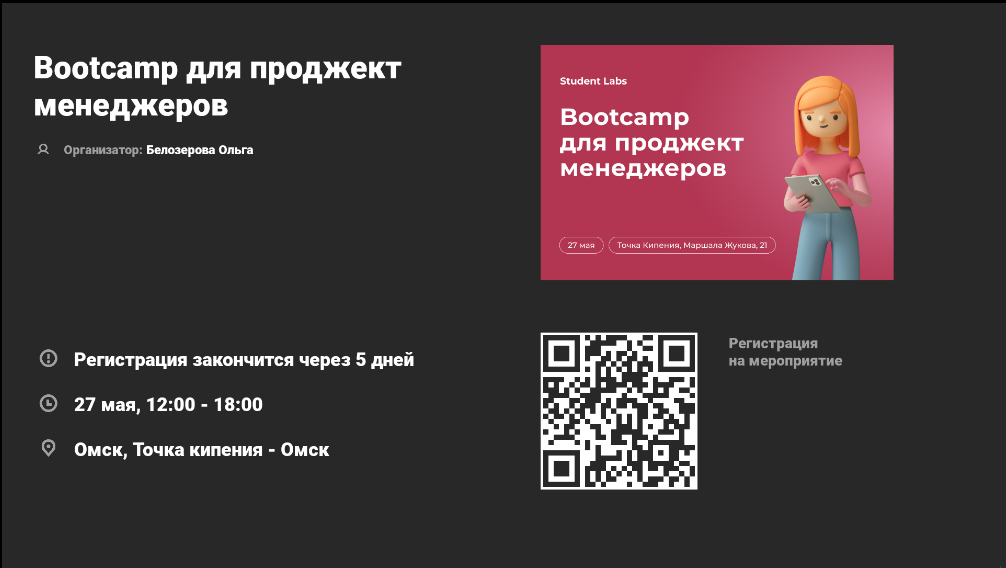 Bootcamp для проджект
менеджеров
Организатор: Белозерова Ольга
Student Labs
Bootcamp
для проджект
менеджеров
27 мая
Точка Кипения, Маршала Жукова, 21
Регистрация закончится через 5 дней
27 мая, 12:00 - 18:00
Омск, Точка кипения - Омск
Регистрация
на мероприятие